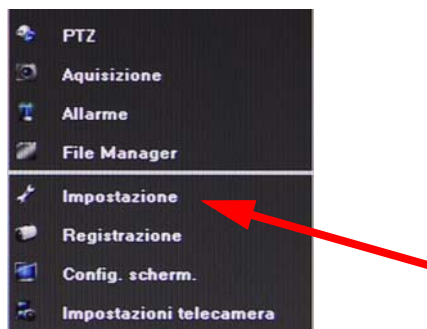 PTZ
Aquisizione
Allarme
File Manager
Impostazione
Registrazione
Config. scherm.
Impostazioni telecamera